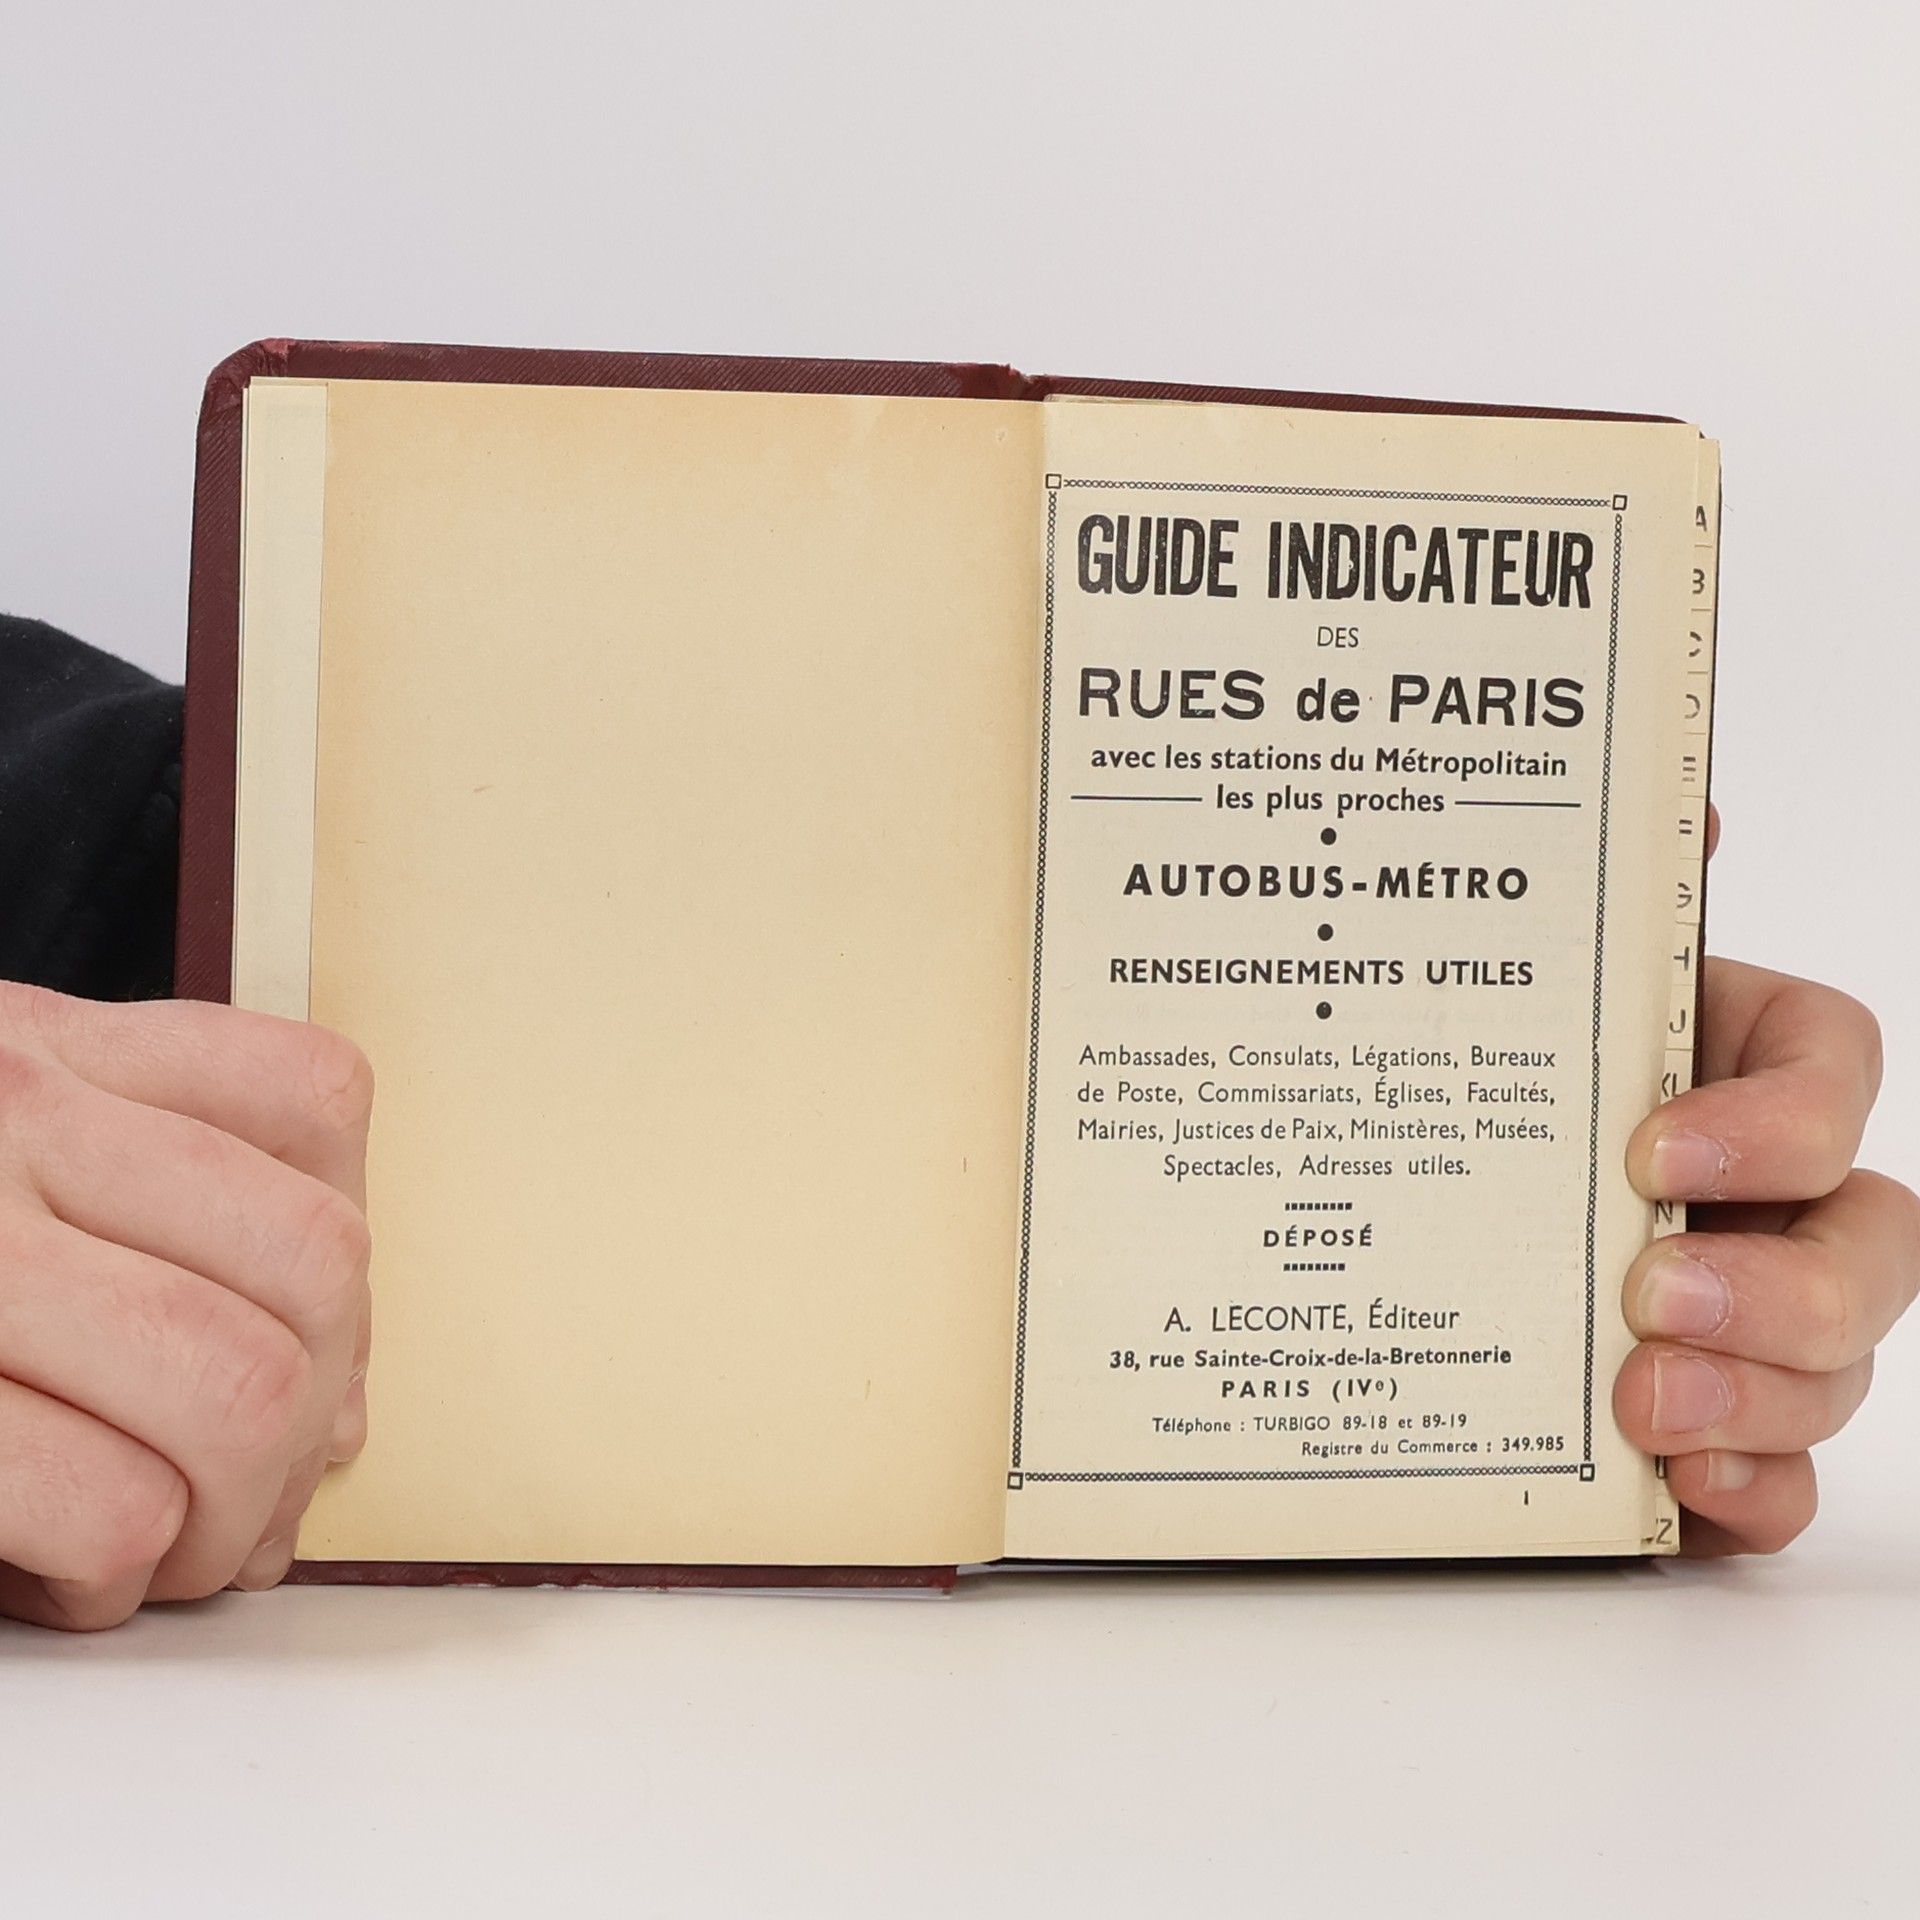 GUIDE INDICATEUR
DES
RUES de PARIS
avec les stations du Métropolitain
les plus proches
AUTOBUS-MÉTRO
RENSEIGNEMENTS UTILES
Ambassades, Consulats, Légations, Bureaux
de Poste, Commissariats, Églises, Facultés,
Mairies, Justices de Paix, Ministères, Musées,
Spectacles, Adresses utiles.
DÉPOSÉ
A. LECONTE, Éditeur
38, rue Sainte-Croix-de-la-Bretonnerie
PARIS (IVe)
Téléphone : TURBIGO 89-18 et 89-19
Registre du Commerce : 349.985
1
A
B
C
D
E
F
G
H
J
KL
N
Z